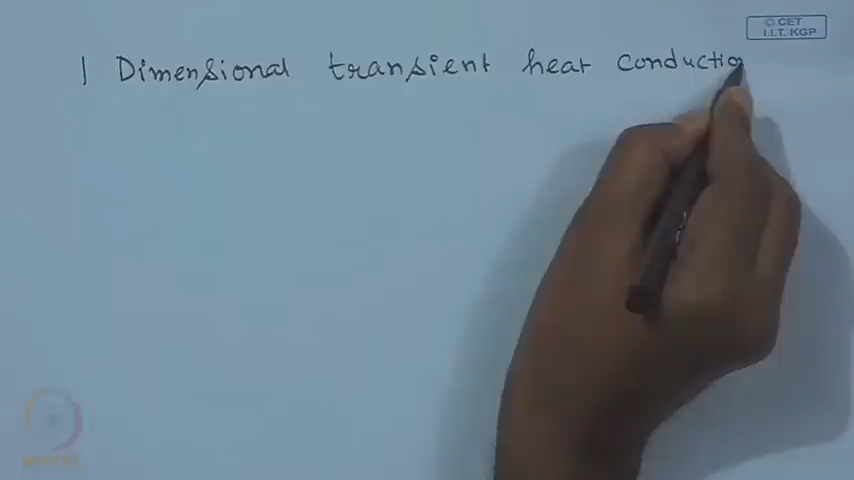 © CET
I.I.T. KGP
1 Dimensional transient heat conductio